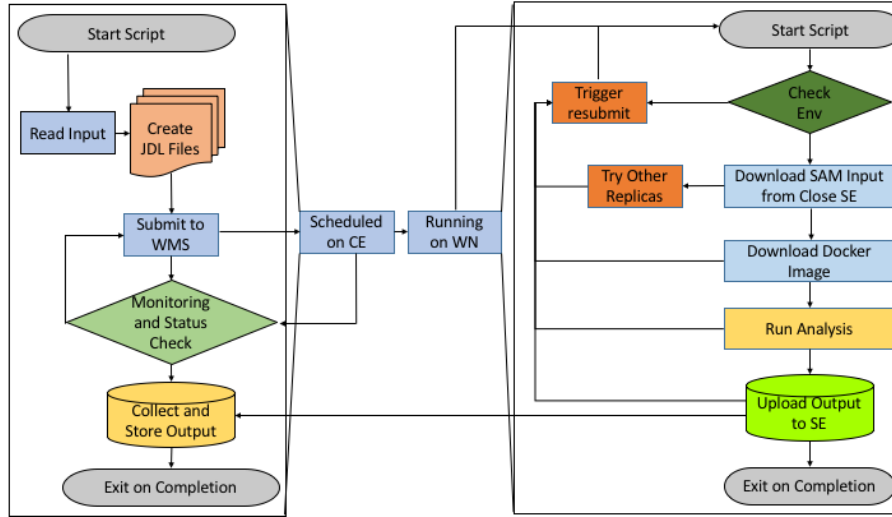 Start Script
Read Input
Create
JDL Files
Submit to
WMS
Monitoring
and Status
Check
Collect and
Store Output
Exit on Completion
Scheduled
on CE
Running
on WN
Start Script
Check
Env
Trigger
resubmit
Try Other
Replicas
Download SAM Input
from Close SE
Download Docker
Image
Run Analysis
Upload Output
to SE
Exit on Completion